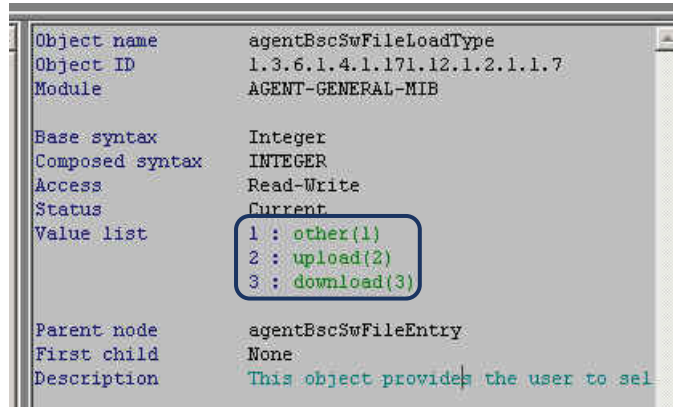 Object name agentBscSwFileLoadType
Object ID 1.3.6.1.4.1.171.12.1.2.1.1.7
Module AGENT-GENERAL-MIB
Base syntax Integer
Composed syntax INTEGER
Access Read-Write
Status Current
Value list 1 : other(1)
2 : upload(2)
3 : download(3)
Parent node agentBscSwFileEntry
First child None
Description This object provides the user to sel